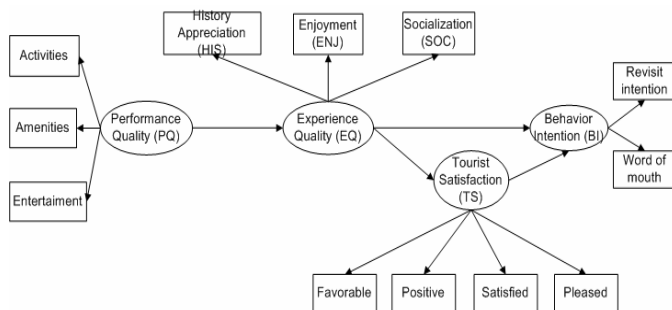 History
Appreciation
(HIS)
Enjoyment
(ENJ)
Socialization
(SOC)
Activities
Amenities
Entertaiment
Performance
Quality (PQ)
Experience
Quality (EQ)
Behavior
Intention (BI)
Tourist
Satisfaction
(TS)
Revisit
intention
Word of
mouth
Favorable
Positive
Satisfied
Pleased